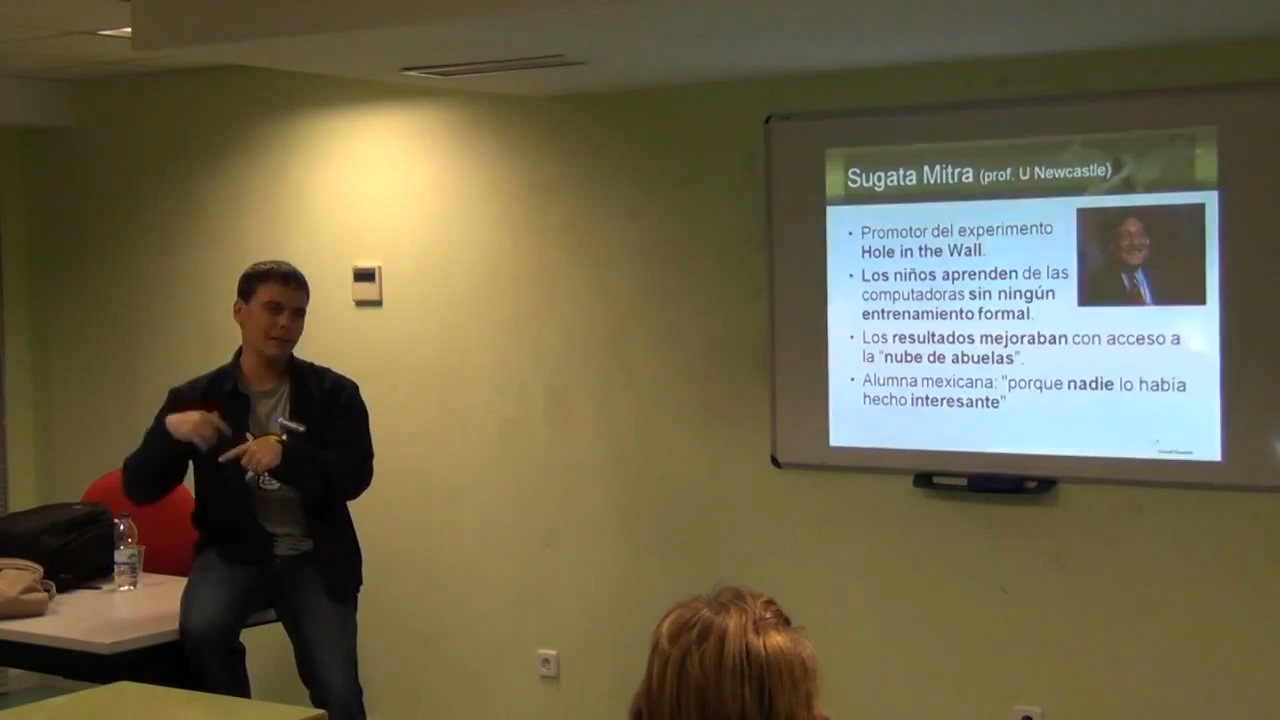 Sugata Mitra (prof. U Newcastle)
• Promotor del experimento
Hole in the Wall.
• Los niños aprenden de las
computadoras sin ningún
entrenamiento formal.
• Los resultados mejoraban con acceso a
la "nube de abuelas".
• Alumna mexicana: "porque nadie lo había
hecho interesante"